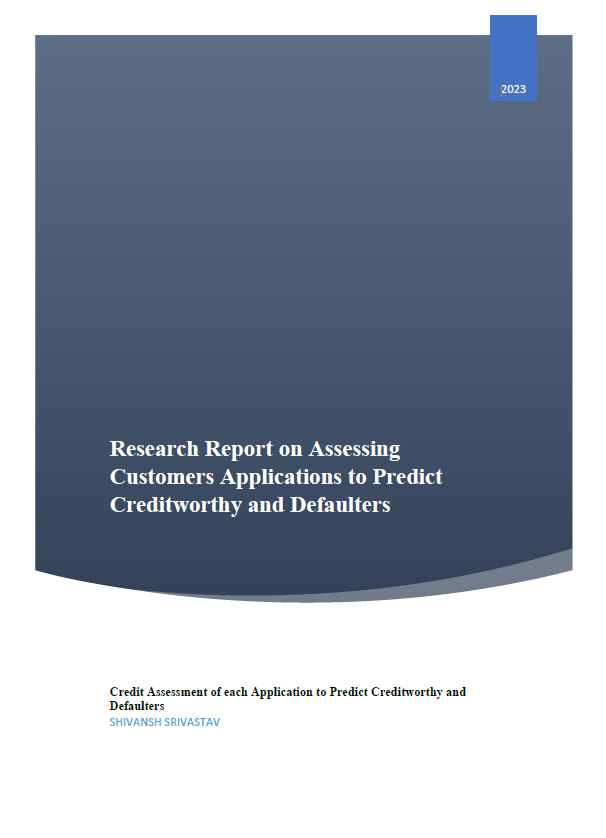 2023
Research Report on Assessing
Customers Applications to Predict
Creditworthy and Defaulters
Credit Assessment of each Application to Predict Creditworthy and
Defaulters
SHIVANSH SRIVASTAV